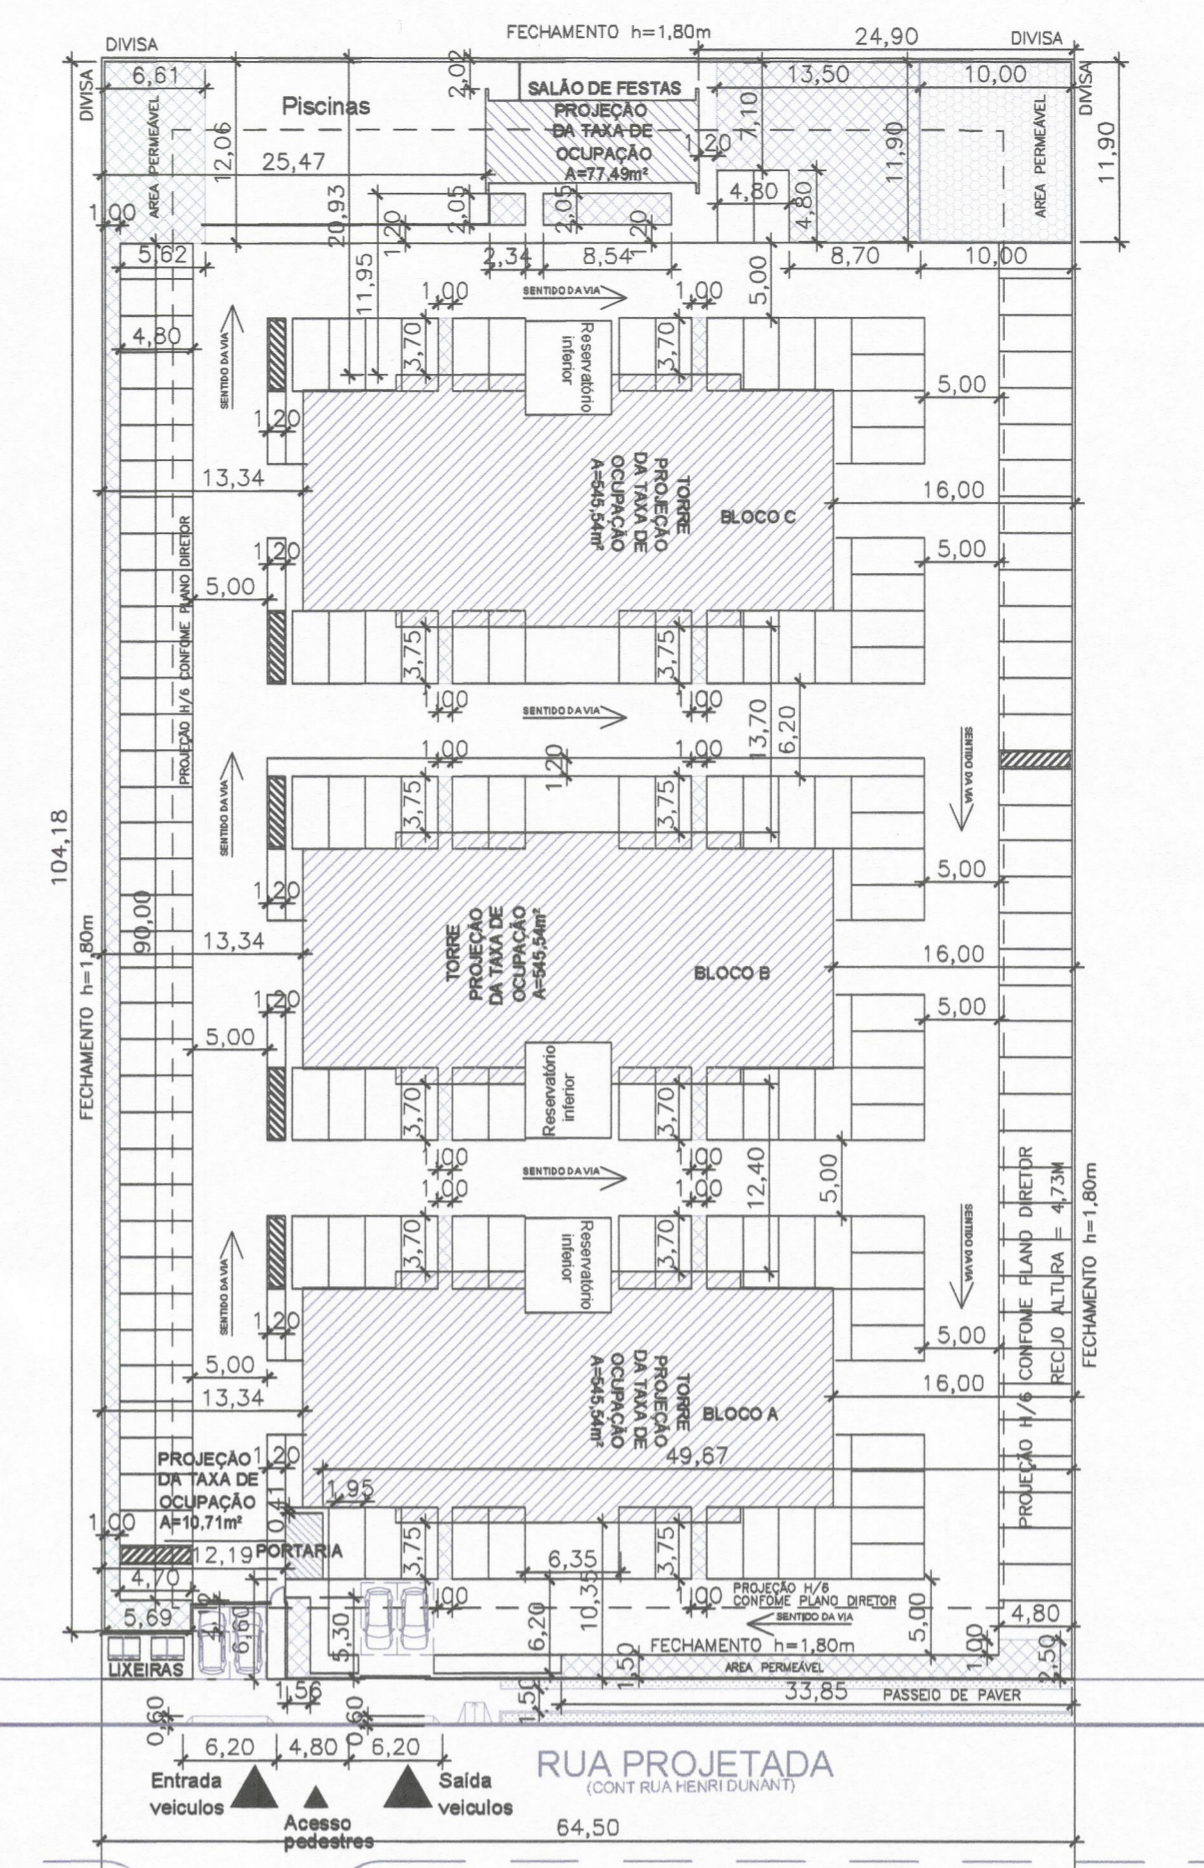 FECHAMENTO h=1,80m
DIVISA
24,90
DIVISA
DIVISA
6,61
Piscinas
2,02
SALÃO DE FESTAS
PROJEÇÃO
DA TAXA DE
OCUPAÇÃO
A=77,49m²
13,50
10,00
DIVISA
AREA PERMEÁVEL
12,06
25,47
7,10
1,20
11,90
AREA PERMEÁVEL
11,90
4,80
4,80
1,00
20,93
1,20
2,05
2,05
1,20
5,62
2,34
8,54
5,00
8,70
10,00
11,95
1,00
SENTIDO DA VIA
1,00
4,80
SENTIDO DA VIA
3,70
Reservatório
inferior
3,70
5,00
1,20
13,34
TORRE
PROJEÇÃO
DA TAXA DE
OCUPAÇÃO
A=545,54m²
BLOCO C
16,00
PROJEÇÃO H/6 CONFOME PLANO DIRETOR
1,20
5,00
5,00
3,75
3,75
1,00
SENTIDO DA VIA
1,00
13,70
6,20
SENTIDO DA VIA
SENTIDO DA VIA
1,00
1,20
1,00
3,75
3,75
104,18
5,00
1,20
90,00
13,34
TORRE
PROJEÇÃO
DA TAXA DE
OCUPAÇÃO
A=545,54m²
BLOCO B
16,00
FECHAMENTO h=1,80m
1,20
5,00
5,00
3,70
Reservatório
inferior
3,70
1,00
SENTIDO DA VIA
1,00
1,00
1,00
12,40
5,00
SENTIDO DA VIA
3,70
Reservatório
inferior
3,70
SENTIDO DA VIA
PROJEÇÃO H/6 CONFOME PLANO DIRETOR
RECUO ALTURA = 4,73M
FECHAMENTO h=1,80m
1,20
5,00
5,00
13,34
TORRE
PROJEÇÃO
DA TAXA DE
OCUPAÇÃO
A=545,54m²
BLOCO A
16,00
49,67
PROJEÇÃO
DA TAXA DE
OCUPAÇÃO
A=10,71m²
1,20
1,95
1,00
12,19
PORTARIA
3,75
3,75
4,70
6,35
10,35
1,00
PROJEÇÃO H/6
CONFOME PLANO DIRETOR
SENTIDO DA VIA
5,00
4,80
5,69
6,60
5,30
6,20
FECHAMENTO h=1,80m
1,00
2,50
LIXEIRAS
1,50
AREA PERMEÁVEL
1,56
1,50
33,85
PASSEIO DE PAVER
0,60
0,60
6,20
4,80
6,20
RUA PROJETADA
(CONT RUA HENRI DUNANT)
Entrada
veiculos
Acesso
pedestres
Saída
veiculos
64,50